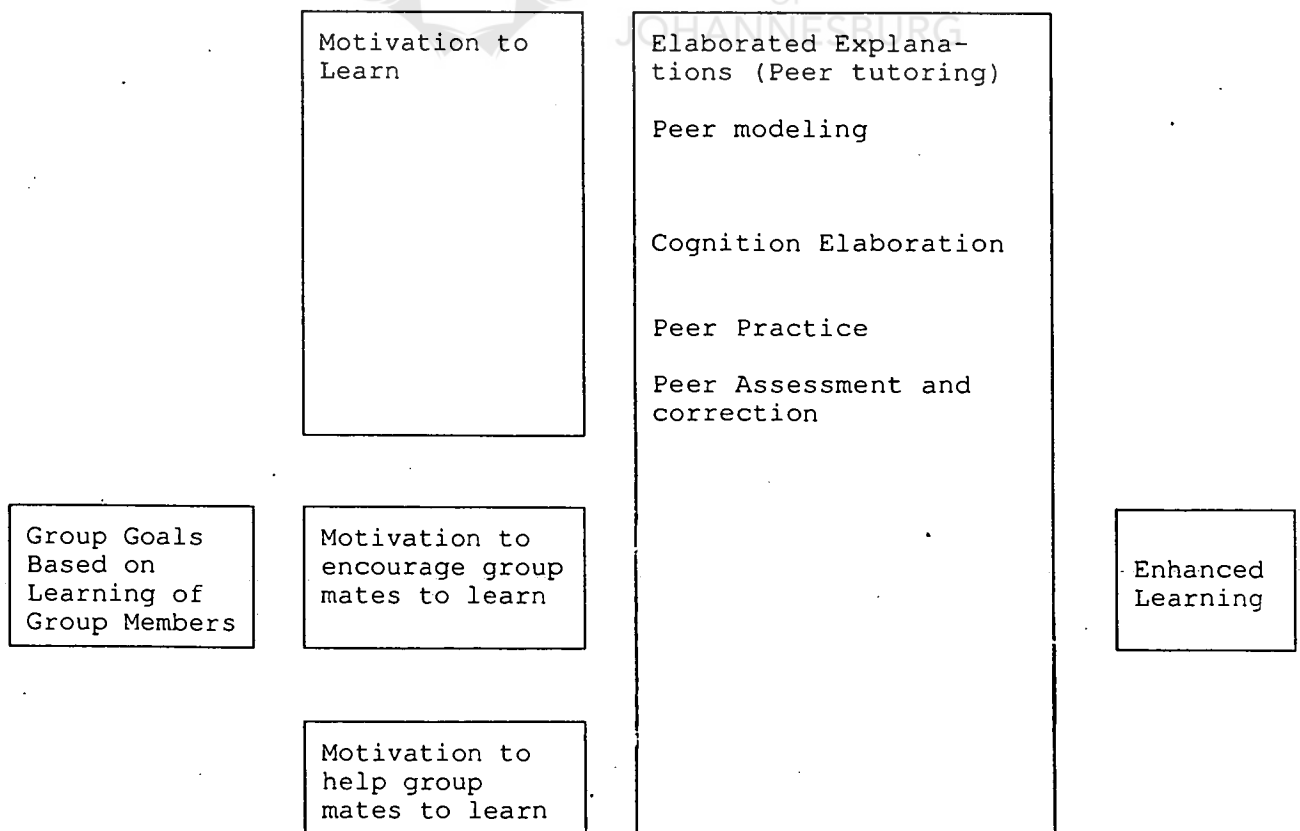 JOHANNESBURG
Motivation to
Learn
Elaborated Explana-
tions (Peer tutoring)
Peer modeling
Cognition Elaboration
Peer Practice
Peer Assessment and
correction
Group Goals
Based on
Learning of
Group Members
Motivation to
encourage group
mates to learn
Enhanced
Learning
Motivation to
help group
mates to learn